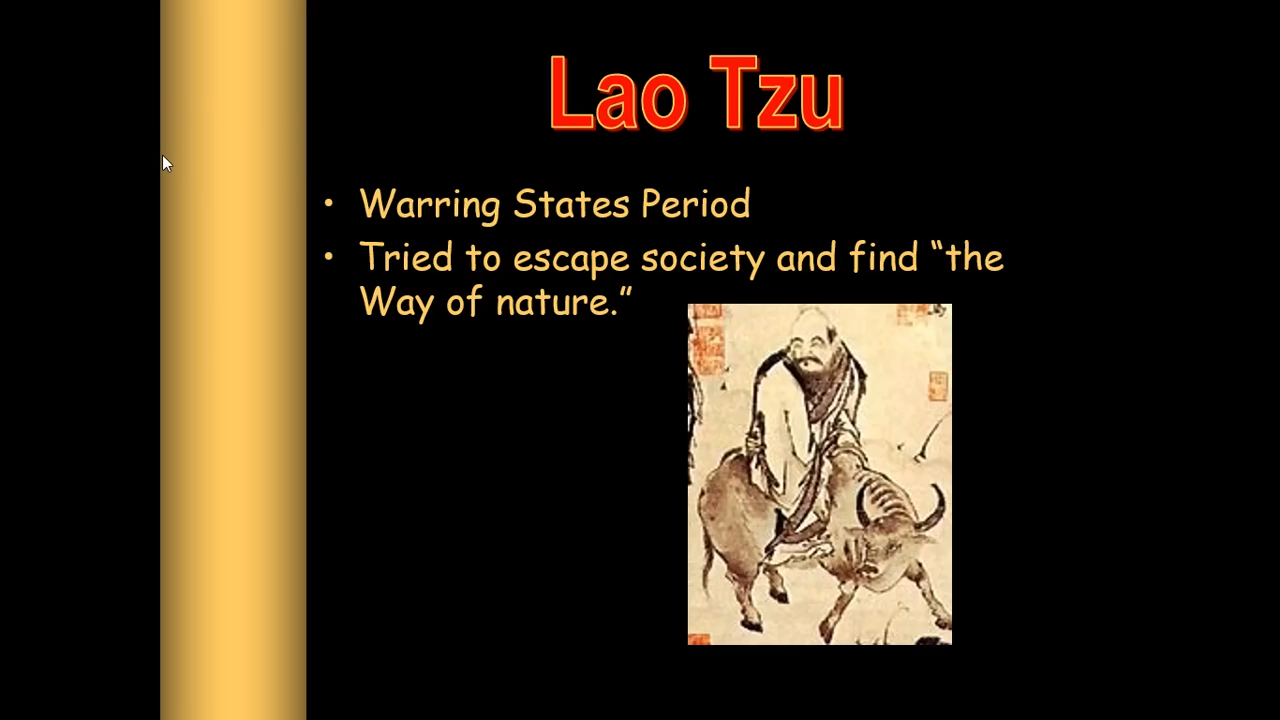 Lao Tzu
• Warring States Period
• Tried to escape society and find “the
Way of nature.”